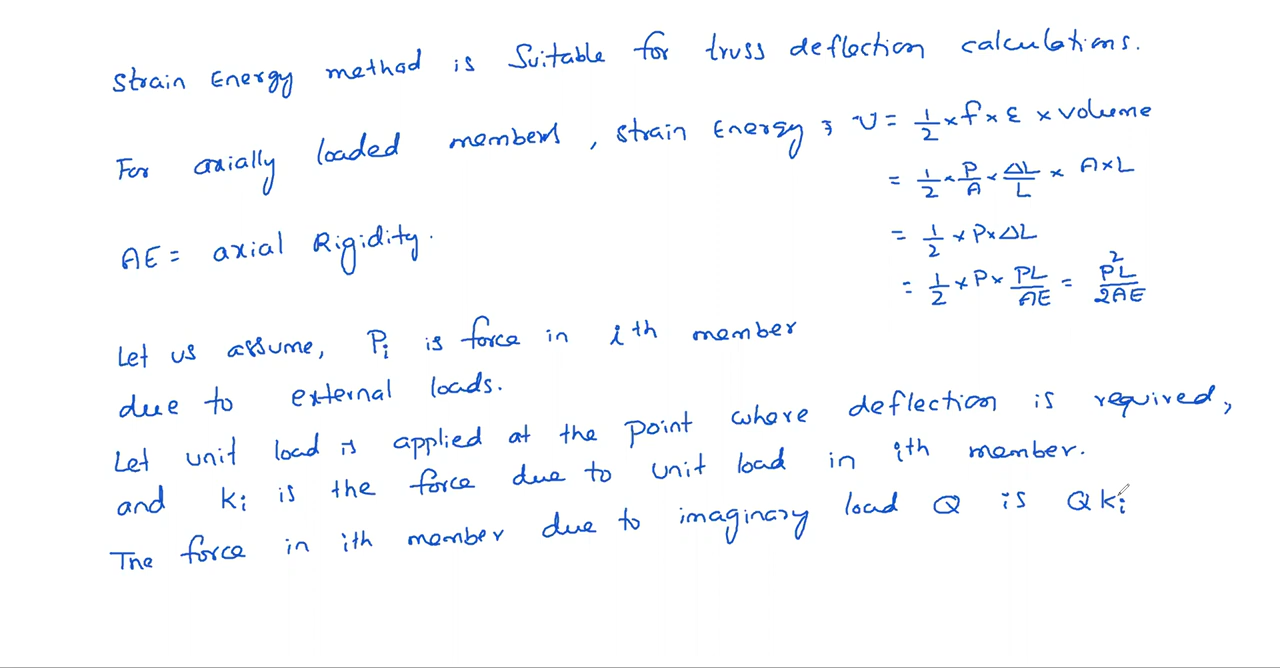 Strain Energy method is Suitable for truss deflection calculations.
For axially loaded members, strain Energy, U = 1/2 × f × ε × volume
= 1/2 × P/A × ΔL/L × A×L
AE = axial Rigidity.
= 1/2 × P × ΔL
= 1/2 × P × PL/AE = P²L/2AE
Let us assume, Pi is force in ith member
due to external loads.
Let unit load is applied at the point where deflection is required,
and ki is the force due to unit load in ith member.
The force in ith member due to imaginary load Q is Qki